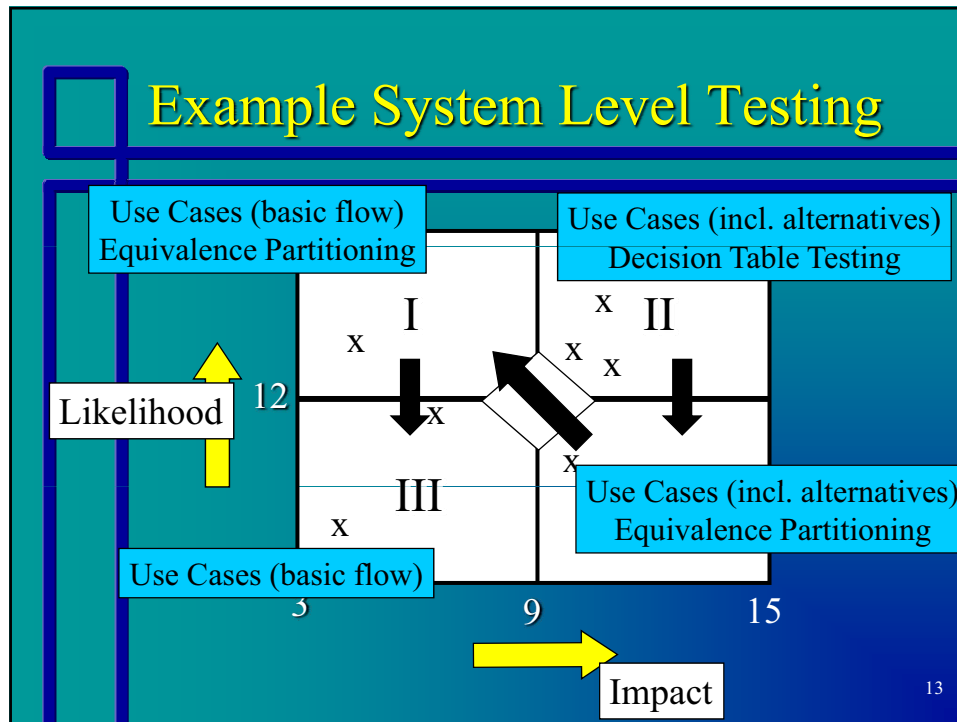 Example System Level Testing
Use Cases (basic flow)
Equivalence Partitioning
Use Cases (incl. alternatives)
Decision Table Testing
I
II
x
x
x
x
12
Likelihood
x
x
III
x
Use Cases (incl. alternatives)
Equivalence Partitioning
Use Cases (basic flow)
3
9
15
Impact
13